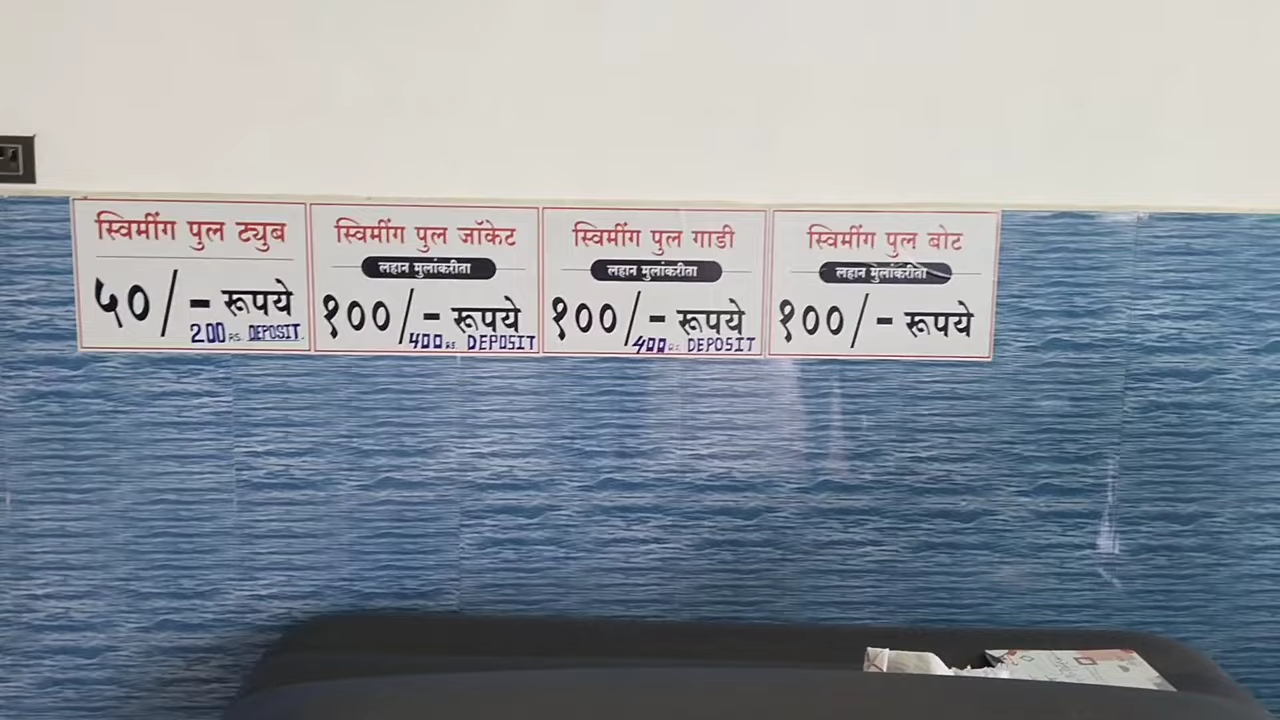 स्विमींग पुल ट्युब
५०/- रूपये
200 RS. DEPOSIT.
स्विमींग पुल जॉकेट
लहान मुलांकरीता
१००/- रूपये
400 RS. DEPOSIT
स्विमींग पुल गाडी
लहान मुलांकरीता
१००/- रूपये
400 RS. DEPOSIT
स्विमींग पुल बोट
लहान मुलांकरीता
१००/- रूपये